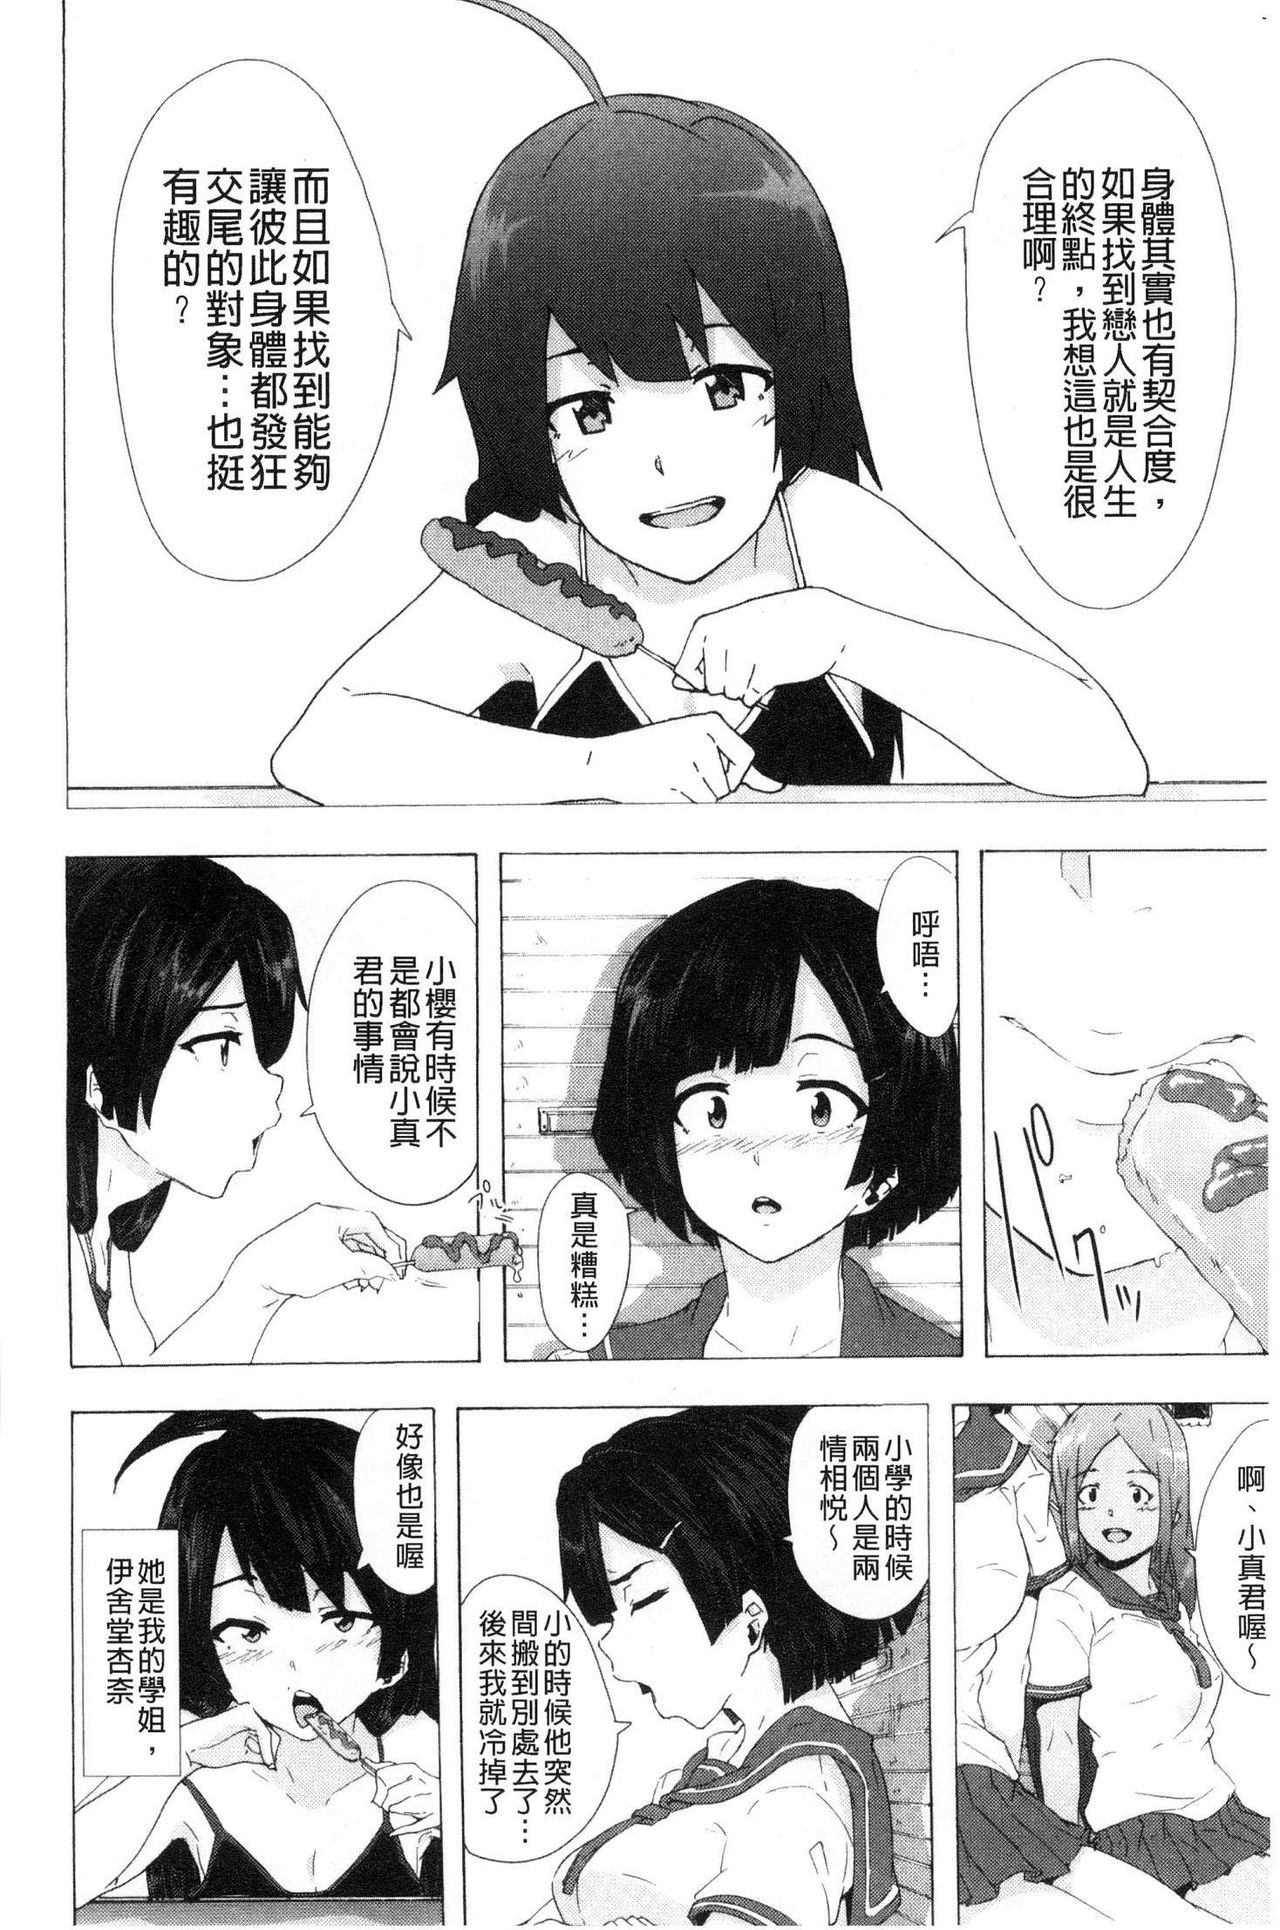 身體其實也有契合度，
如果找到戀人就是人生
的終點，我想這也是很
合理啊？
而且如果找到能夠
讓彼此身體都發狂
交尾的對象…也挺
有趣的？
パクッ
呼唔…
真是糟糕…
小櫻有時候不
是都會說小真
君的事情
プルッ
啊、小真君喔～
小學的時候
兩個人是兩
情相悅～
小的時候他突然
間搬到別處去了…
後來我就冷掉了
好像也是喔
她是我的學姐，
伊舍堂杏奈